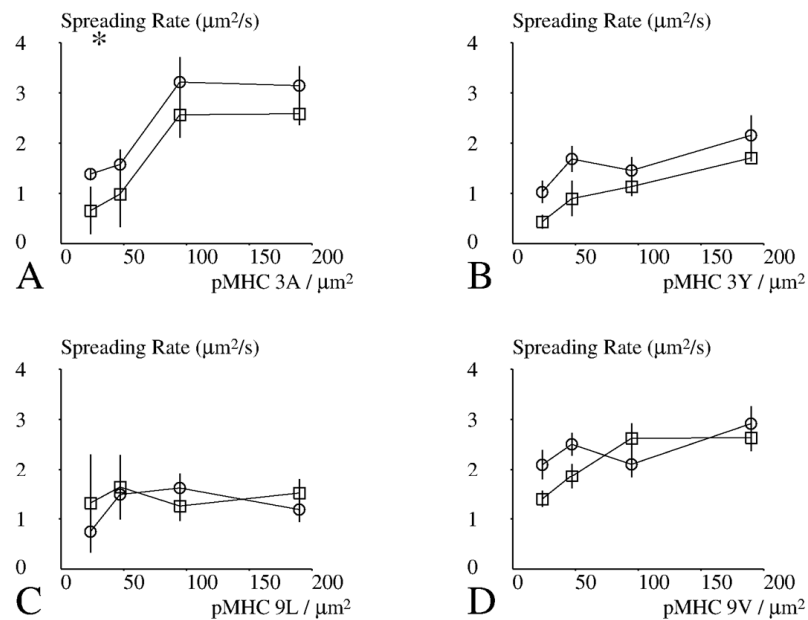 Spreading Rate (μm²/s)
*
4
3
2
1
0
0 50 100 150 200
A
pMHC 3A / μm²
Spreading Rate (μm²/s)
4
3
2
1
0
0 50 100 150 200
B
pMHC 3Y / μm²
Spreading Rate (μm²/s)
4
3
2
1
0
0 50 100 150 200
C
pMHC 9L / μm²
Spreading Rate (μm²/s)
4
3
2
1
0
0 50 100 150 200
D
pMHC 9V / μm²